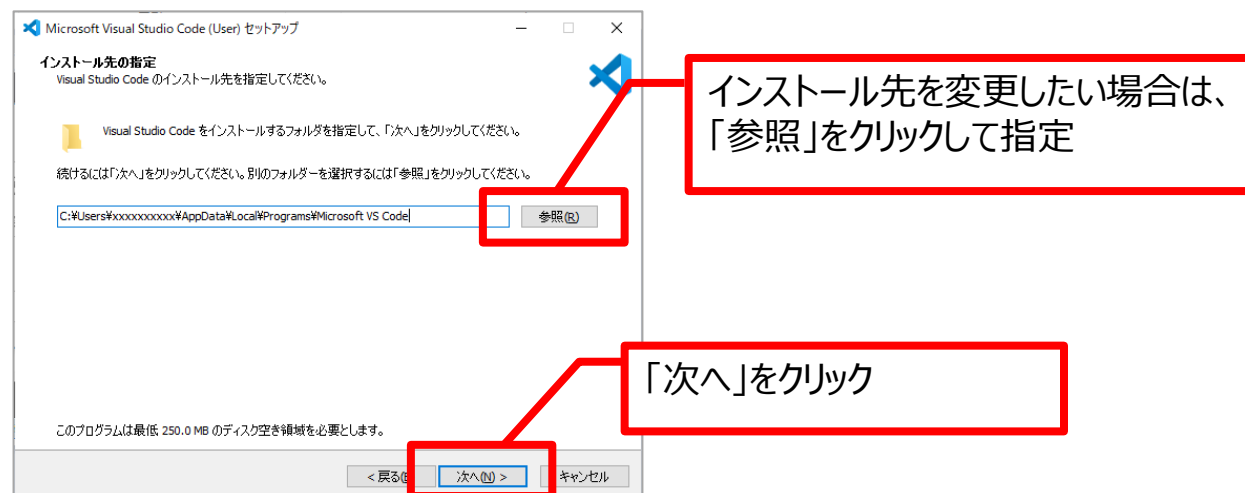 Microsoft Visual Studio Code (User) セットアップ
インストール先の指定
Visual Studio Code のインストール先を指定してください。
Visual Studio Code をインストールするフォルダを指定して、「次へ」をクリックしてください。
続けるには「次へ」をクリックしてください。別のフォルダーを選択するには「参照」をクリックしてください。
C:¥Users¥xxxxxxxxxx¥AppData¥Local¥Programs¥Microsoft VS Code
参照(R)
インストール先を変更したい場合は、
「参照」をクリックして指定
「次へ」をクリック
このプログラムは最低 250.0 MB のディスク空き領域を必要とします。
< 戻る(
次へ(N) >
キャンセル